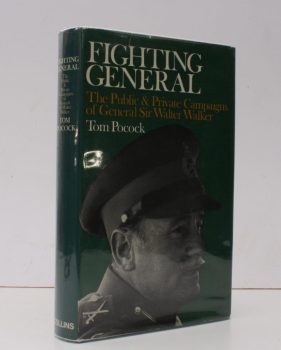 FIGHTING
GENERAL
The Public & Private Campaigns
of General Sir Walter Walker
Tom Pocock
FIGHTING
GENERAL
TOM
POCOCK
COLLINS